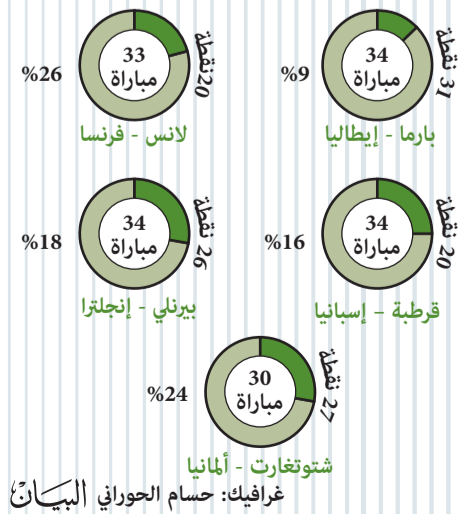 34
مباراة
31 نقطة
%9
بارما - إيطاليا
33
مباراة
20 نقطة
%26
لانس - فرنسا
34
مباراة
20 نقطة
%16
قرطبة – إسبانيا
34
مباراة
26 نقطة
%18
بيرنلي - إنجلترا
30
مباراة
27 نقطة
%24
شتوتغارت - ألمانيا
غرافيك: حسام الحوراني البيان